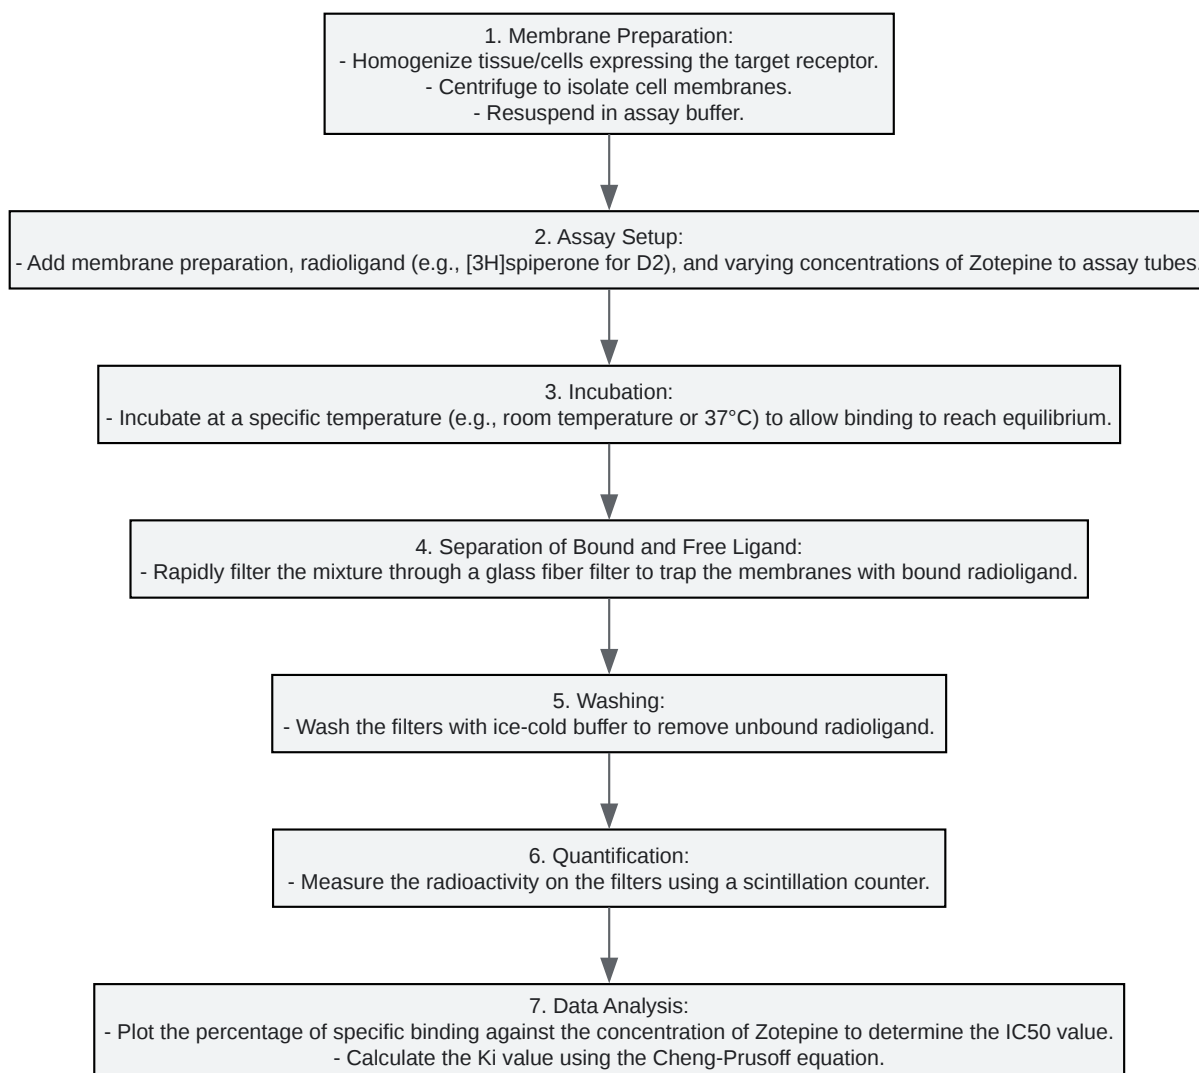 1. Membrane Preparation:
- Homogenize tissue/cells expressing the target receptor.
- Centrifuge to isolate cell membranes.
- Resuspend in assay buffer.
2. Assay Setup:
- Add membrane preparation, radioligand (e.g., [3H]spiperone for D2), and varying concentrations of Zotepine to assay tubes.
3. Incubation:
- Incubate at a specific temperature (e.g., room temperature or 37°C) to allow binding to reach equilibrium.
4. Separation of Bound and Free Ligand:
- Rapidly filter the mixture through a glass fiber filter to trap the membranes with bound radioligand.
5. Washing:
- Wash the filters with ice-cold buffer to remove unbound radioligand.
6. Quantification:
- Measure the radioactivity on the filters using a scintillation counter.
7. Data Analysis:
- Plot the percentage of specific binding against the concentration of Zotepine to determine the IC50 value.
- Calculate the Ki value using the Cheng-Prusoff equation.